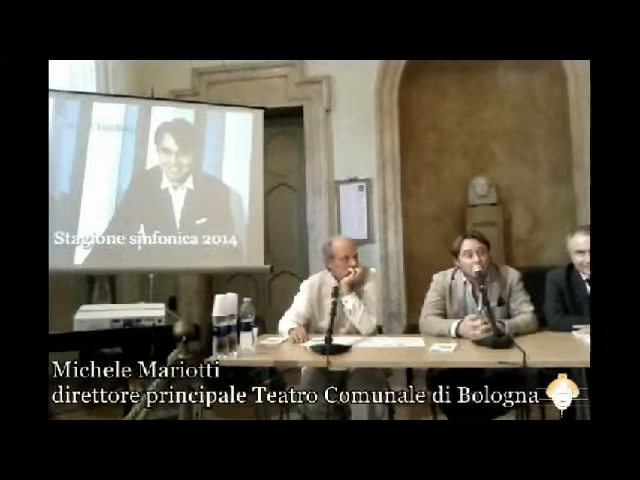 Stagione sinfonica 2014
Michele Mariotti
direttore principale Teatro Comunale di Bologna